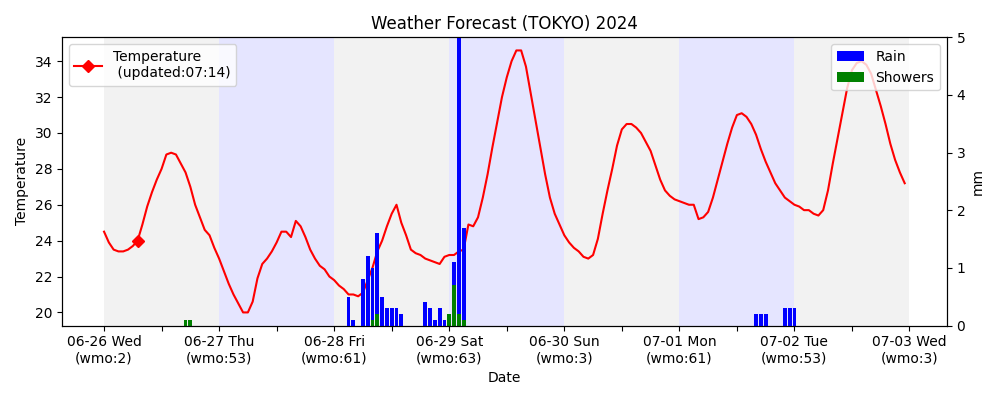 Weather Forecast (TOKYO) 2024
Temperature
(updated:07:14)
Rain
Showers
Temperature
34
32
30
28
26
24
22
20
5
4
3
2
1
0
mm
06-26 Wed
(wmo:2)
06-27 Thu
(wmo:53)
06-28 Fri
(wmo:61)
06-29 Sat
(wmo:63)
06-30 Sun
(wmo:3)
07-01 Mon
(wmo:61)
07-02 Tue
(wmo:53)
07-03 Wed
(wmo:3)
Date